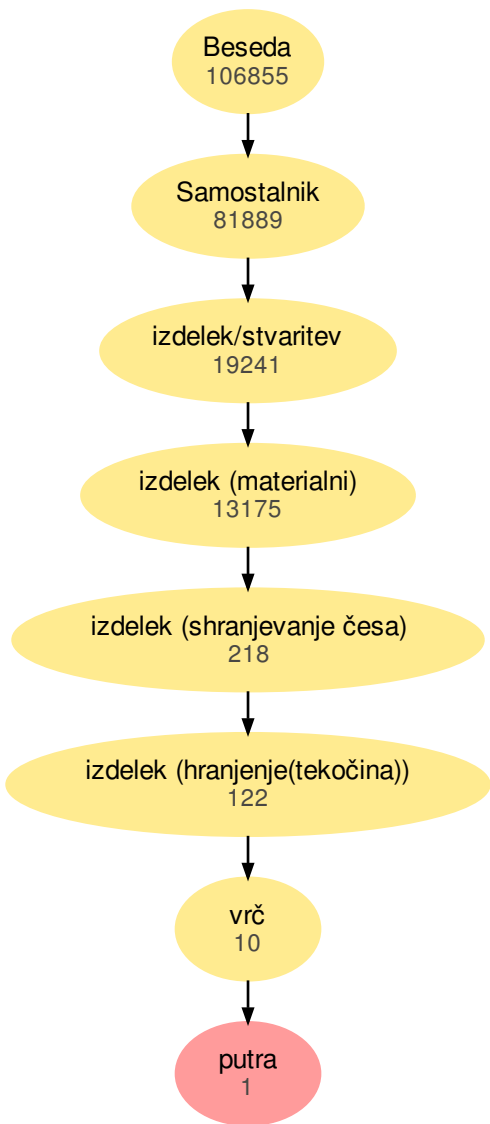 Beseda
106855
Samostalnik
81889
izdelek/stvaritev
19241
izdelek (materialni)
13175
izdelek (shranjevanje česa)
218
izdelek (hranjenje(tekočina))
122
vrč
10
putra
1